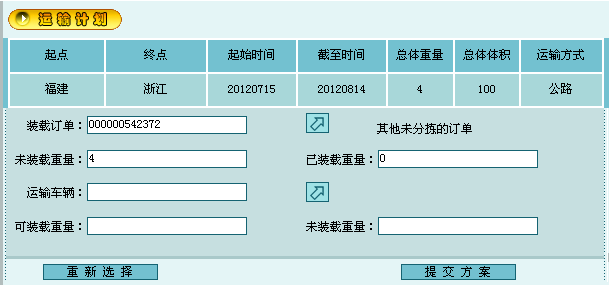 运输计划
起点 终点 起始时间 截至时间 总体重量 总体体积 运输方式
福建 浙江 20120715 20120814 4 100 公路
装载订单：000000542372 其他未分拣的订单
未装载重量：4 已装载重量：0
运输车辆：
可装载重量： 未装载重量：
重新选择 提交方案